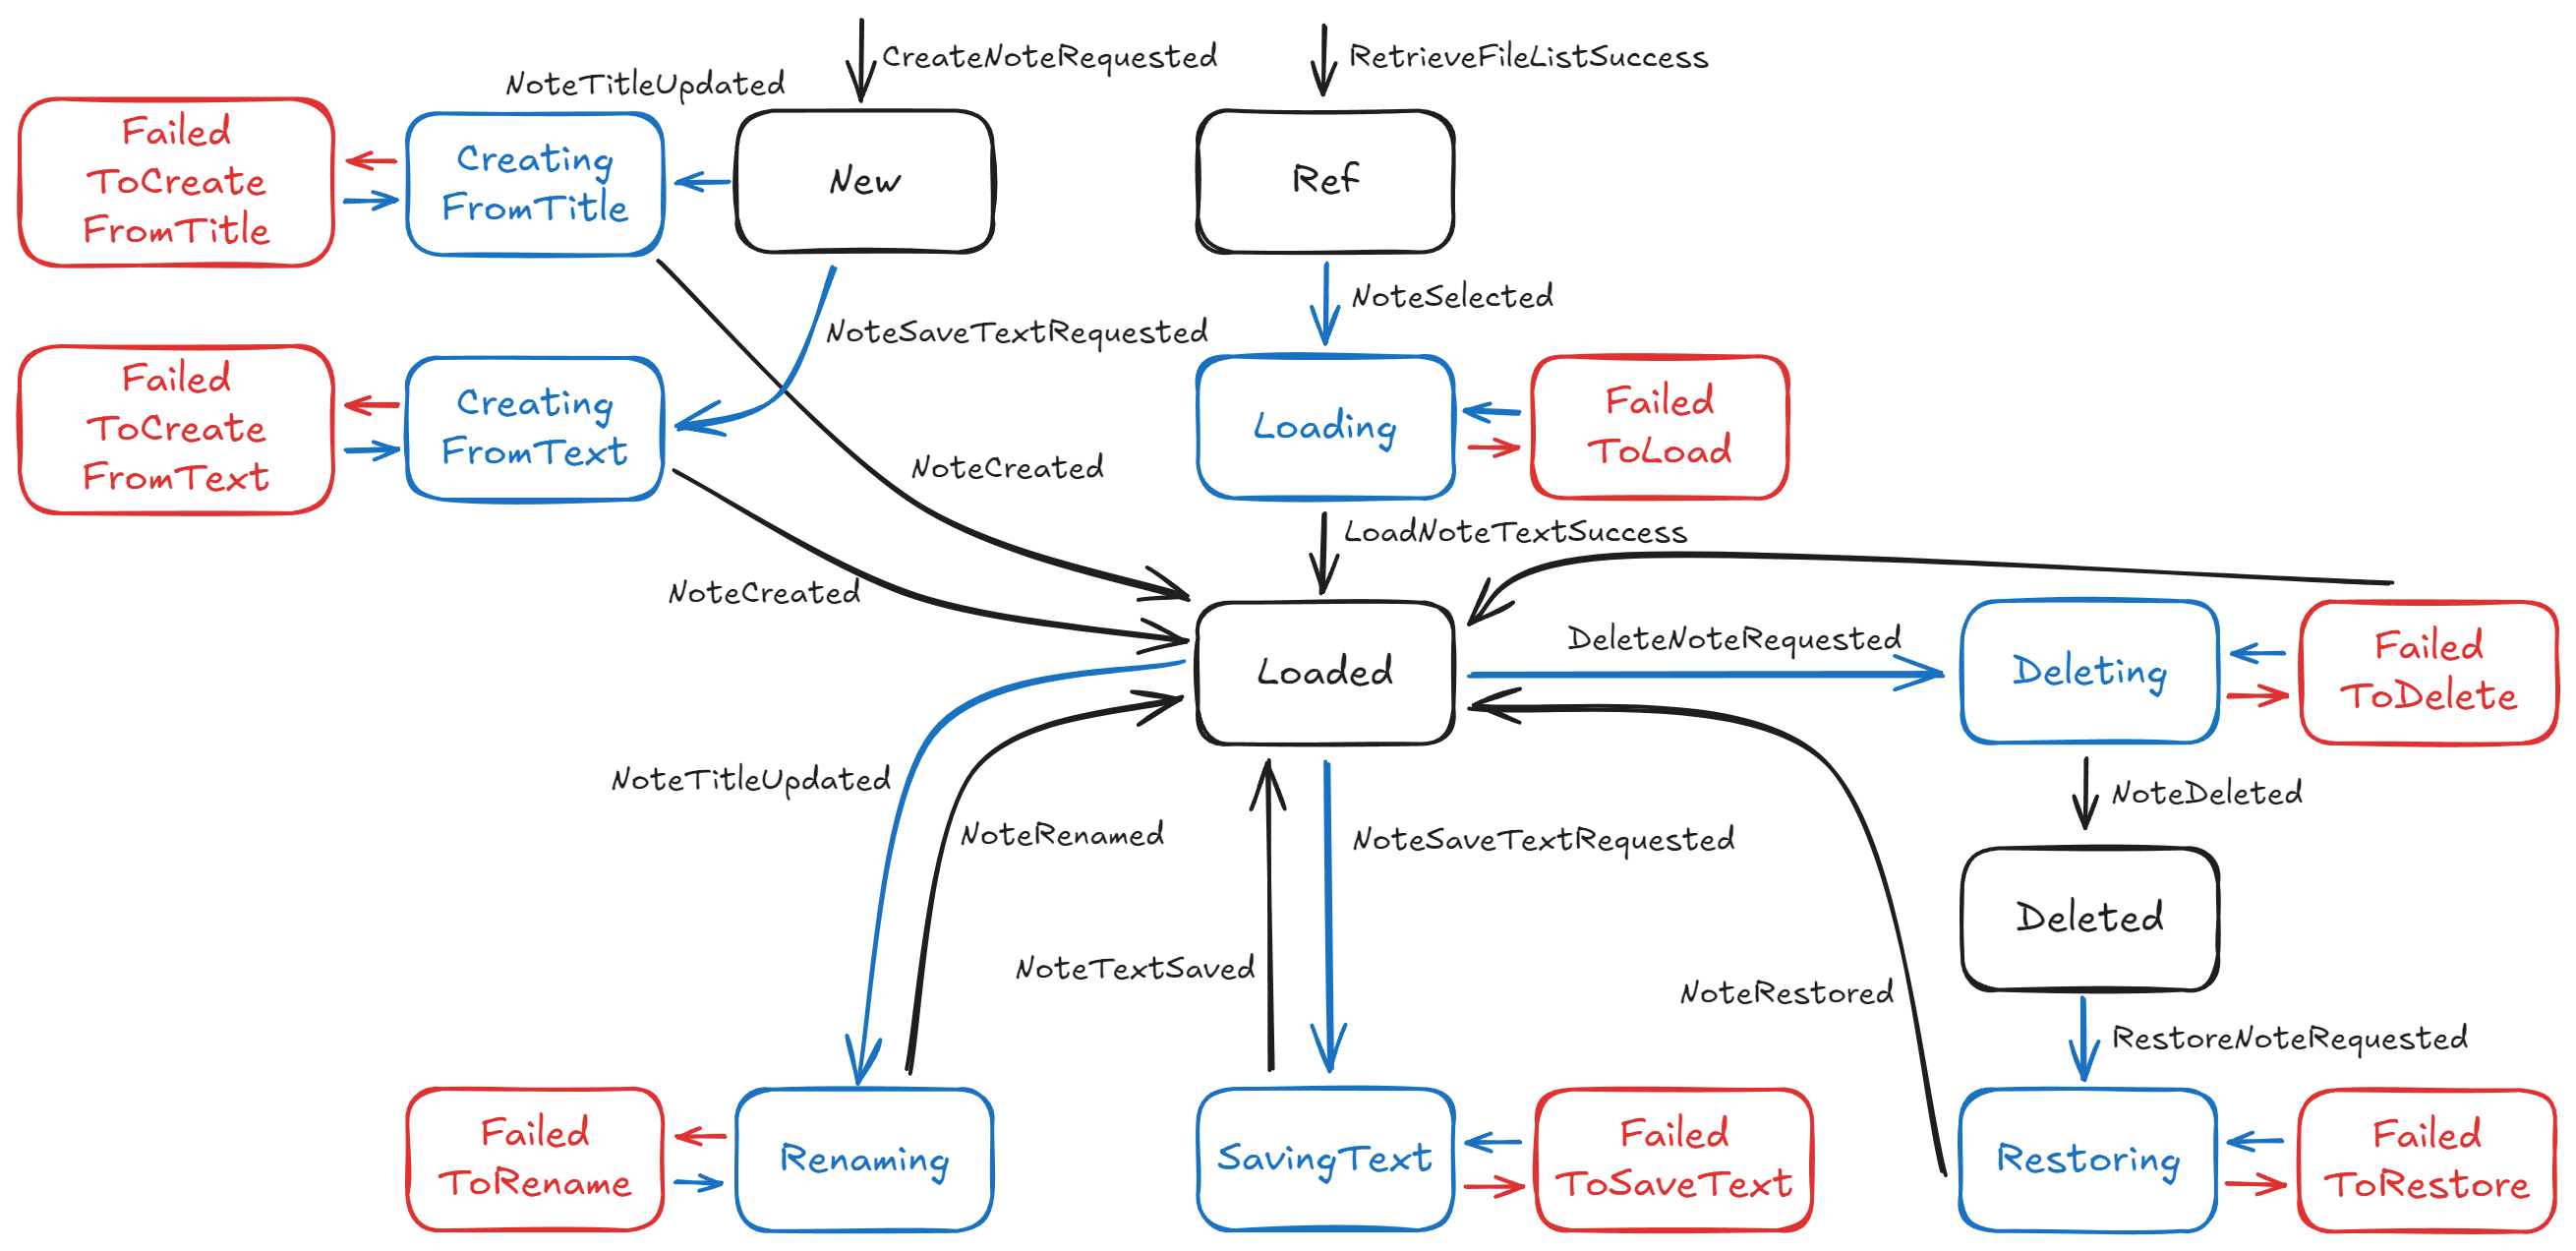 CreateNoteRequested
RetrieveFileListSuccess
NoteTitleUpdated
Failed
ToCreate
FromTitle
Creating
FromTitle
New
Ref
NoteSelected
NoteSaveTextRequested
Failed
ToCreate
FromText
Creating
FromText
Loading
Failed
ToLoad
NoteCreated
LoadNoteTextSuccess
NoteCreated
Loaded
DeleteNoteRequested
Deleting
Failed
ToDelete
NoteTitleUpdated
NoteRenamed
NoteSaveTextRequested
NoteDeleted
Deleted
NoteTextSaved
NoteRestored
RestoreNoteRequested
Failed
ToRename
Renaming
SavingText
Failed
ToSaveText
Restoring
Failed
ToRestore